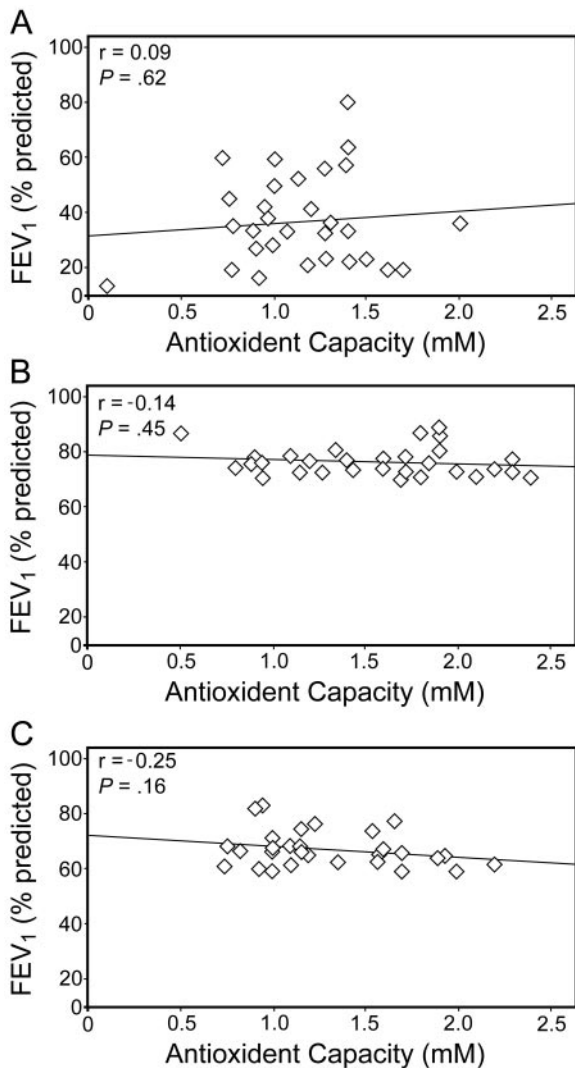 A
r = 0.09
P = .62
100
80
60
40
20
0
FEV1 (% predicted)
0 0.5 1.0 1.5 2.0 2.5
Antioxident Capacity (mM)
B
r = -0.14
P = .45
100
80
60
40
20
0
FEV1 (% predicted)
0 0.5 1.0 1.5 2.0 2.5
Antioxident Capacity (mM)
C
r = -0.25
P = .16
100
80
60
40
20
0
FEV1 (% predicted)
0 0.5 1.0 1.5 2.0 2.5
Antioxident Capacity (mM)